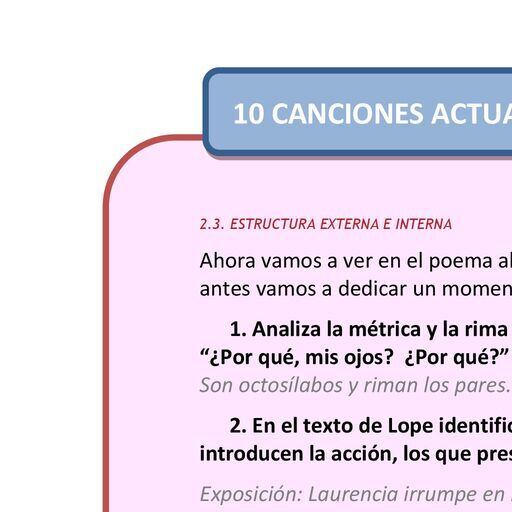 10 CANCIONES ACTUA
2.3. ESTRUCTURA EXTERNA E INTERNA
Ahora vamos a ver en el poema al
antes vamos a dedicar un momen
1. Analiza la métrica y la rima
“¿Por qué, mis ojos? ¿Por qué?”
Son octosílabos y riman los pares.
2. En el texto de Lope identific
introducen la acción, los que pres
Exposición: Laurencia irrumpe en